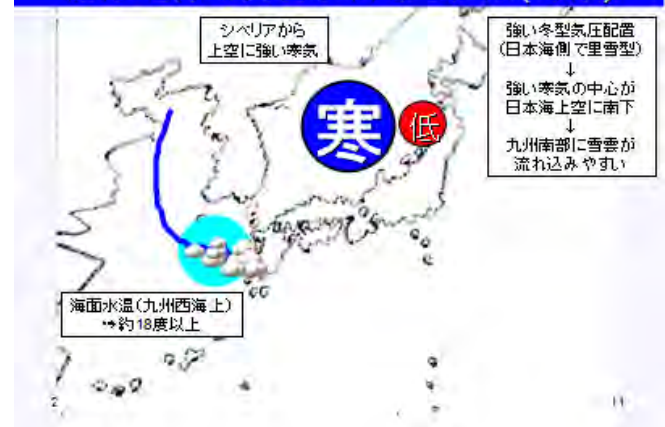 シベリアから
上空に強い寒気
強い冬型気圧配置
(日本海側で里雪型)
↓
強い寒気の中心が
日本海上空に南下
↓
九州南部に雪雲が
流れ込みやすい
寒
低
海面水温(九州西海上)
→約18度以上